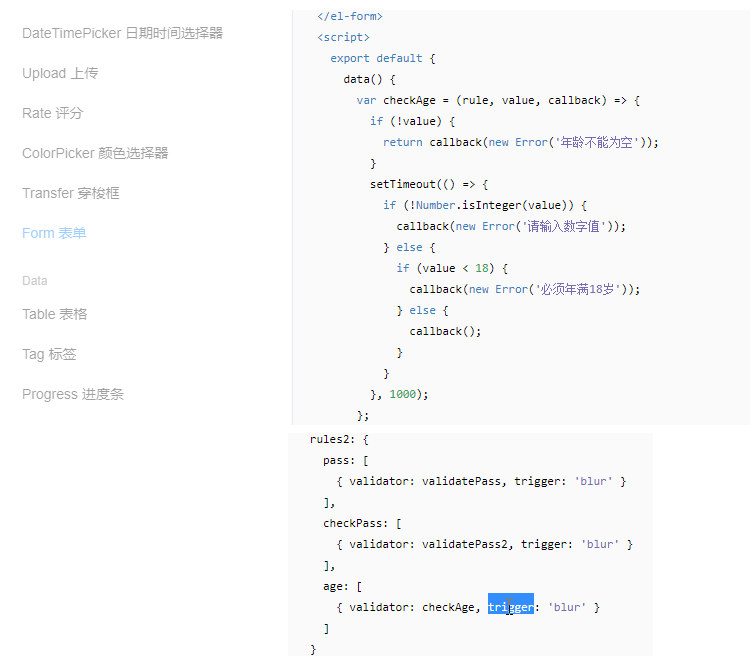 DateTimePicker 日期时间选择器
Upload 上传
Rate 评分
ColorPicker 颜色选择器
Transfer 穿梭框
Form 表单
Data
Table 表格
Tag 标签
Progress 进度条
</el-form>
<script>
export default {
data() {
var checkAge = (rule, value, callback) => {
if (!value) {
return callback(new Error('年龄不能为空'));
}
setTimeout(() => {
if (!Number.isInteger(value)) {
callback(new Error('请输入数字值'));
} else {
if (value < 18) {
callback(new Error('必须年满18岁'));
} else {
callback();
}
}
}, 1000);
};
rules2: {
pass: [
{ validator: validatePass, trigger: 'blur' }
],
checkPass: [
{ validator: validatePass2, trigger: 'blur' }
],
age: [
{ validator: checkAge, trigger: 'blur' }
]
}